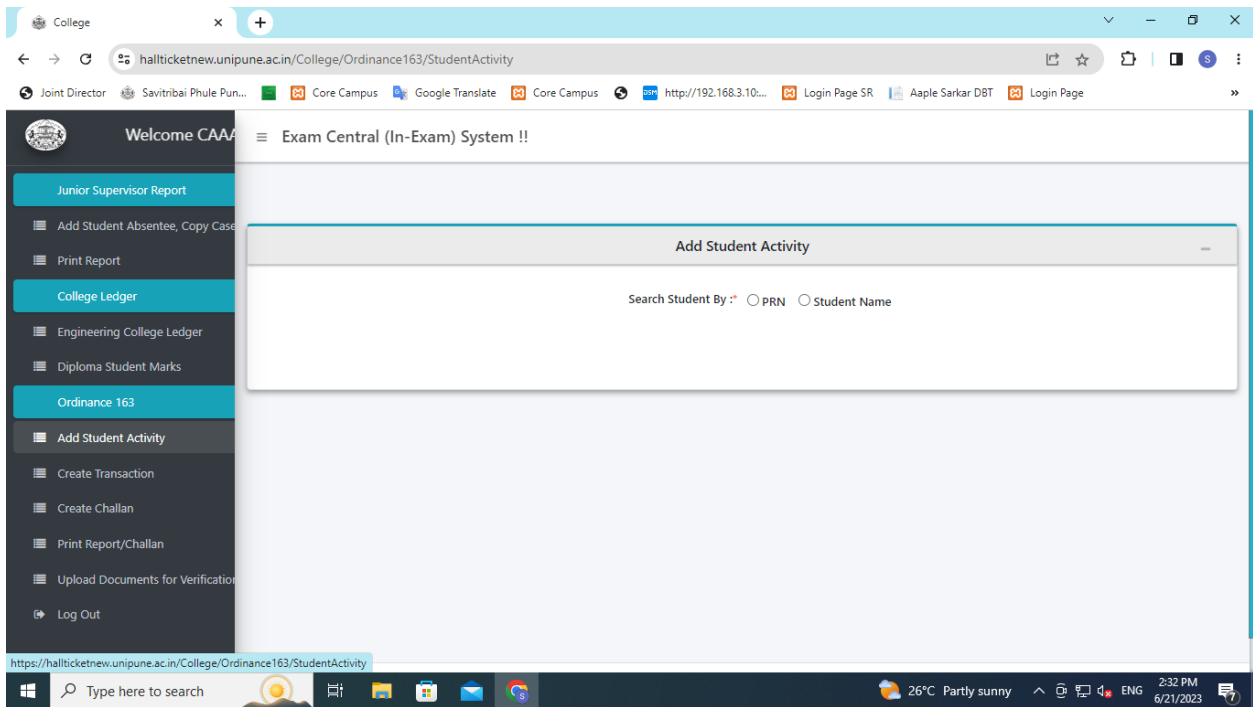 College
hallticketnew.unipune.ac.in/College/Ordinance163/StudentActivity
S
Joint Director Savitribai Phule Pun... Core Campus Google Translate Core Campus DSM http://192.168.3.10:... Login Page SR Aaple Sarkar DBT Login Page »
Welcome CAAA
Exam Central (In-Exam) System !!
Junior Supervisor Report
Add Student Absentee, Copy Case
Print Report
College Ledger
Engineering College Ledger
Diploma Student Marks
Ordinance 163
Add Student Activity
Create Transaction
Create Challan
Print Report/Challan
Upload Documents for Verification
Log Out
Add Student Activity
Search Student By :* PRN Student Name
https://hallticketnew.unipune.ac.in/College/Ordinance163/StudentActivity
Type here to search
26°C Partly sunny
ENG
2:32 PM
6/21/2023
7